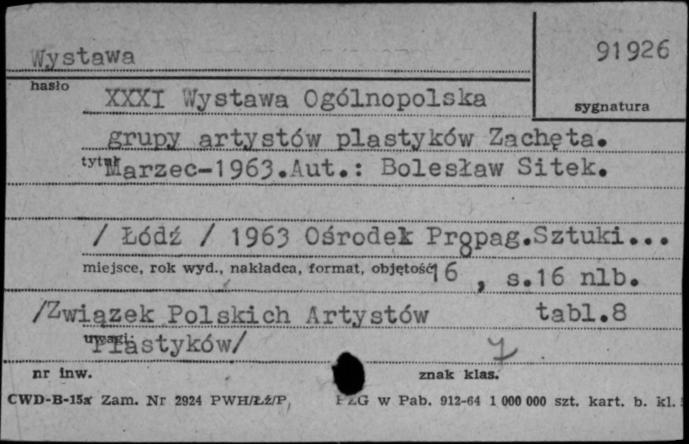 Wystawa
91926
hasło
sygnatura
XXXI Wystawa Ogólnopolska
grupy artystów plastyków Zachęta.
tytuł
Marzec-1963.Aut.: Bolesław Sitek.
/ Łódź / 1963 Ośrodek Propag.Sztuki...
miejsce, rok wyd., nakładca, format, objętość
8
16 , s.16 nlb.
/Związek Polskich Artystów tabl.8
uwagi
Plastyków/
nr inw.
znak klas.
CWD-B-15a Zam. Nr 2924 PWH/Łź/P, PZG w Pab. 912-64 1 000 000 szt. kart. b. kl.